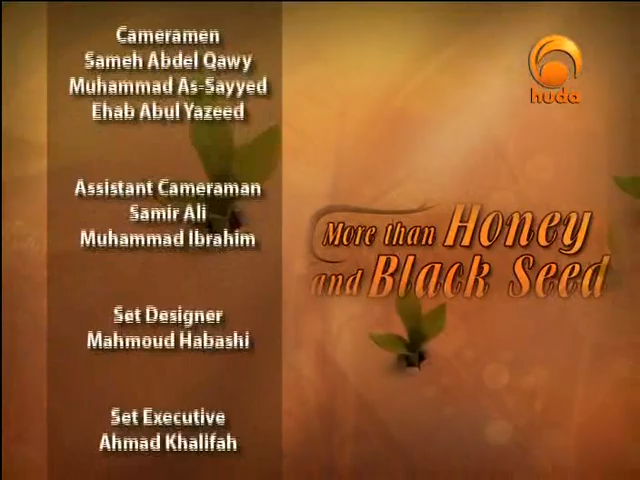 Cameramen
Sameh Abdel Qawy
Muhammad As-Sayyed
Ehab Abul Yazeed
Assistant Cameraman
Samir Ali
Muhammad Ibrahim
Set Designer
Mahmoud Habashi
Set Executive
Ahmad Khalifah
huda
More than Honey
and Black Seed